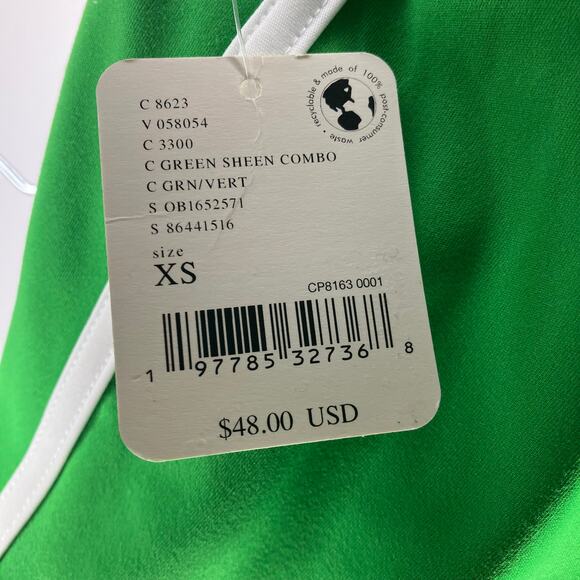 recyclable & made of 100% post-consumer waste •
C 8623
V 058054
C 3300
C GREEN SHEEN COMBO
C GRN/VERT
S OB1652571
S 86441516
size
XS
CP8163 0001
1 97785 32736 8
$48.00 USD